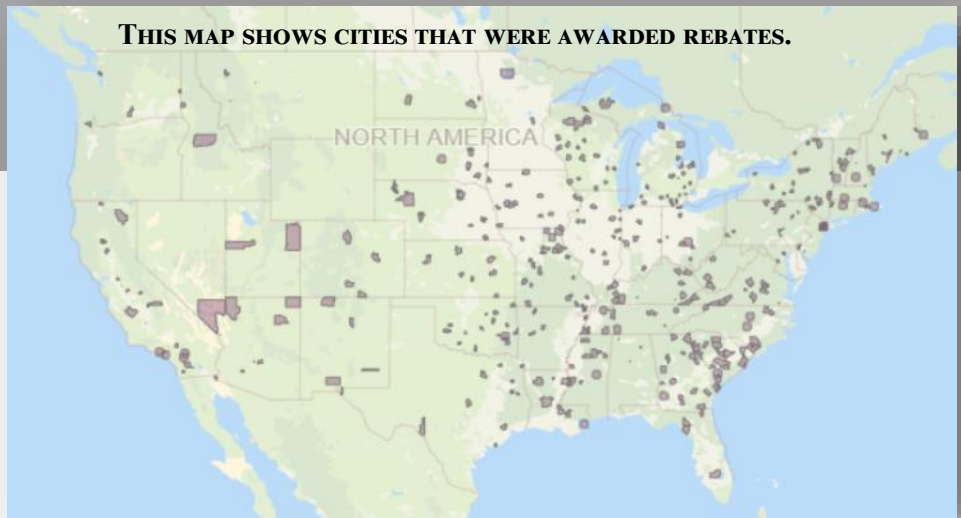 THIS MAP SHOWS CITIES THAT WERE AWARDED REBATES.
NORTH AMERICA